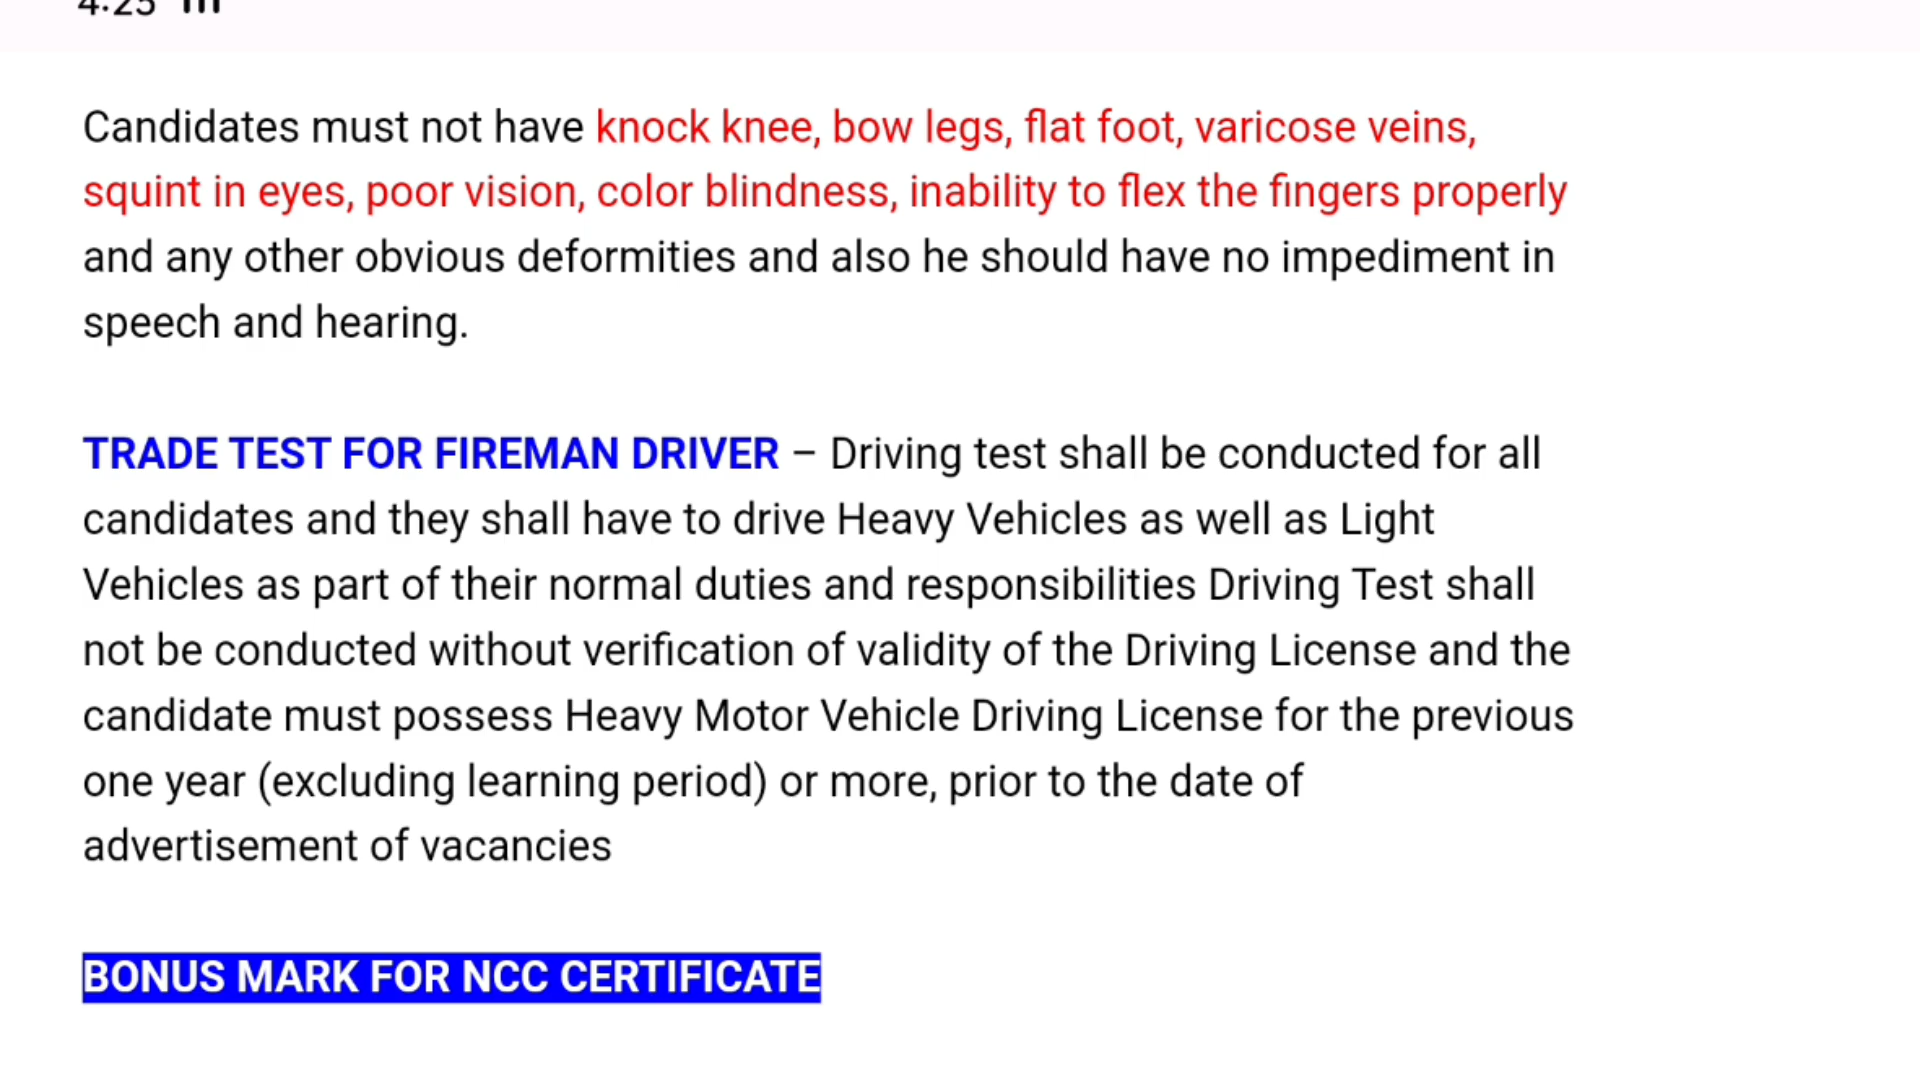 4:25
Candidates must not have knock knee, bow legs, flat foot, varicose veins,
squint in eyes, poor vision, color blindness, inability to flex the fingers properly
and any other obvious deformities and also he should have no impediment in
speech and hearing.
TRADE TEST FOR FIREMAN DRIVER – Driving test shall be conducted for all
candidates and they shall have to drive Heavy Vehicles as well as Light
Vehicles as part of their normal duties and responsibilities Driving Test shall
not be conducted without verification of validity of the Driving License and the
candidate must possess Heavy Motor Vehicle Driving License for the previous
one year (excluding learning period) or more, prior to the date of
advertisement of vacancies
BONUS MARK FOR NCC CERTIFICATE